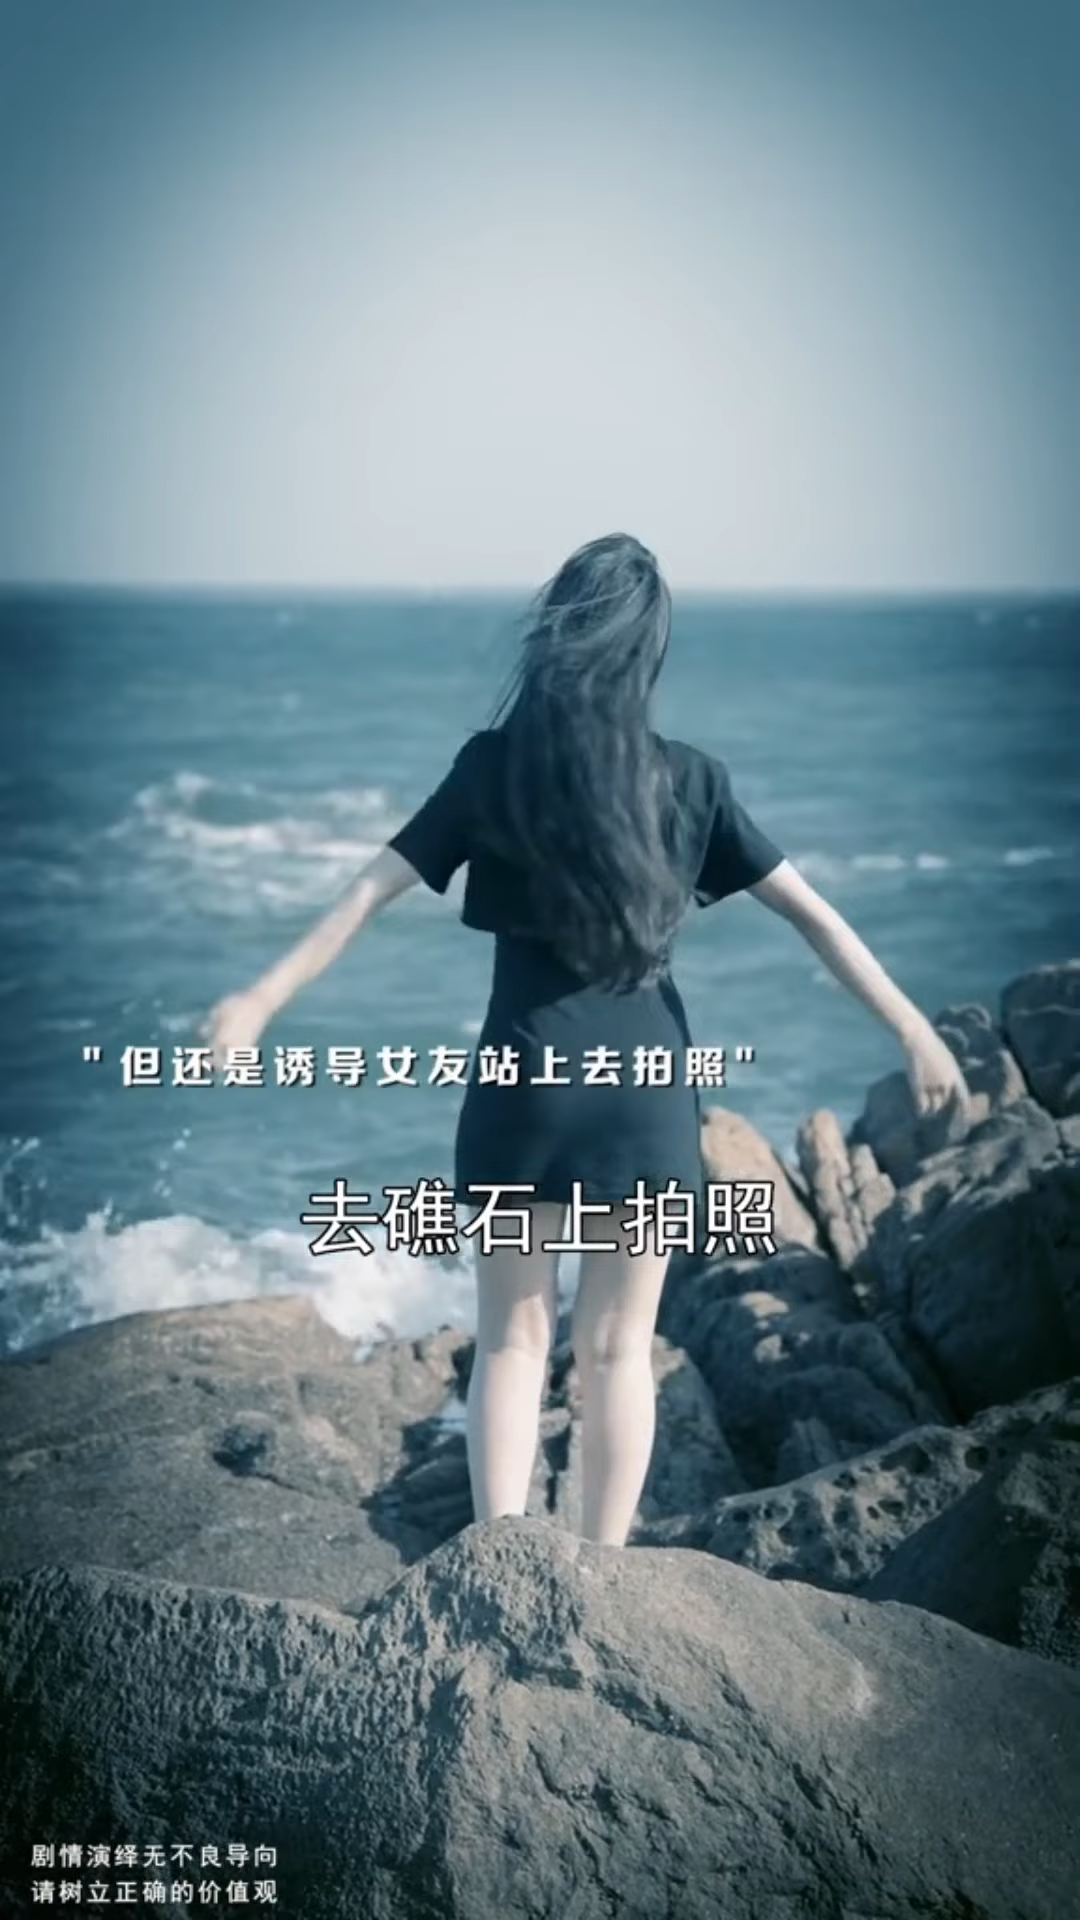 "但还是诱导女友站上去拍照"
去礁石上拍照
剧情演绎无不良导向
请树立正确的价值观